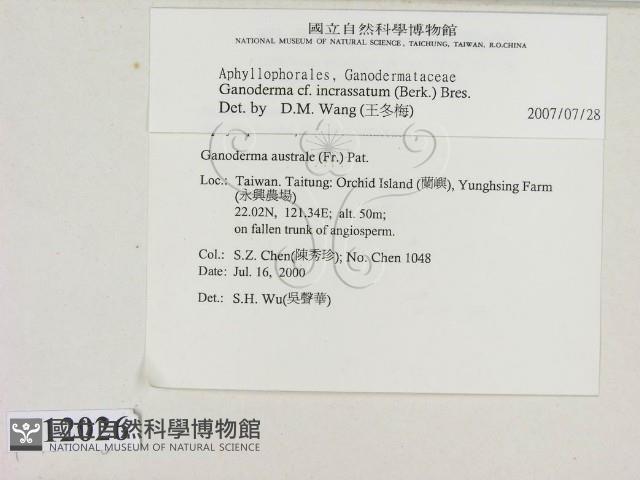 國立自然科學博物館
NATIONAL MUSEUM OF NATURAL SCIENCE, TAICHUNG, TAIWAN, R.O.CHINA
Aphyllophorales, Ganodermataceae
Ganoderma cf. incrassatum (Berk.) Bres.
Det. by D.M. Wang (王冬梅)
2007/07/28
Ganoderma australe (Fr.) Pat.
Loc.: Taiwan. Taitung: Orchid Island (蘭嶼), Yunghsing Farm
(永興農場)
22.02N, 121.34E; alt. 50m;
on fallen trunk of angiosperm.
Col.: S.Z. Chen(陳秀珍); No. Chen 1048
Date: Jul. 16, 2000
Det.: S.H. Wu(吳聲華)
12026
國立自然科學博物館
NATIONAL MUSEUM OF NATURAL SCIENCE